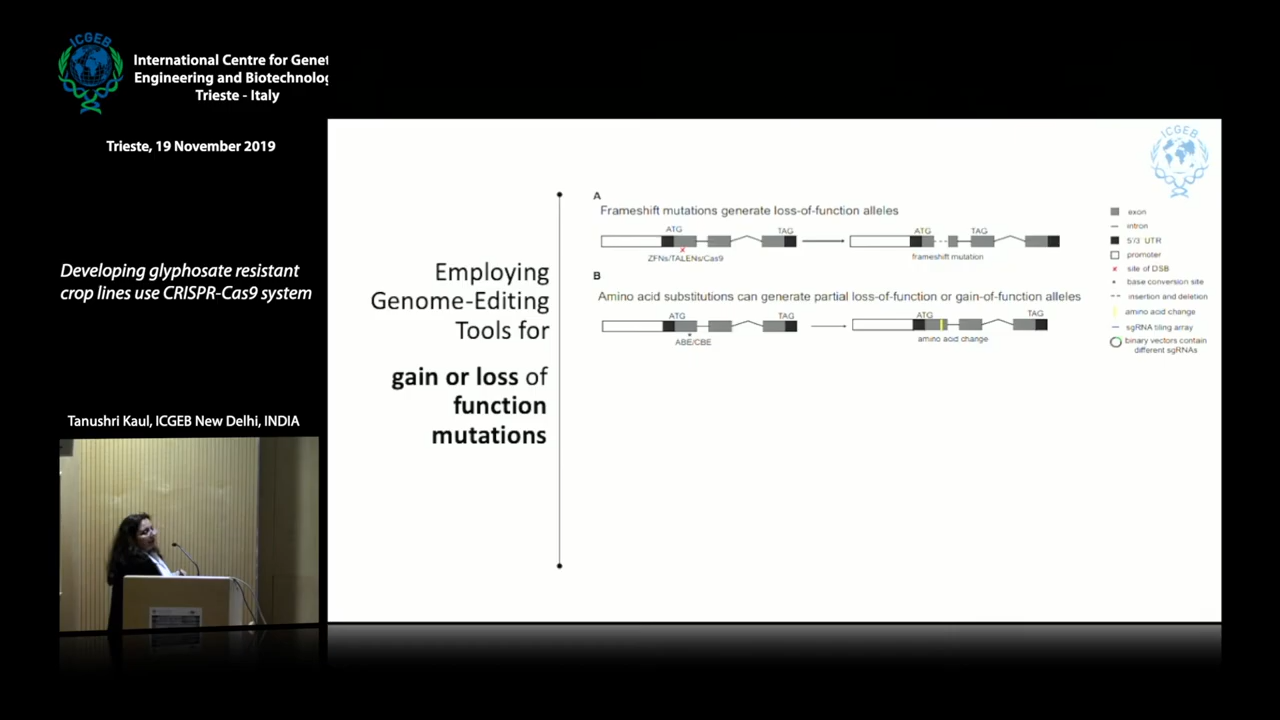 ICGEB
International Centre for Genet
Engineering and Biotechnolog
Trieste - Italy
Trieste, 19 November 2019
Developing glyphosate resistant
crop lines use CRISPR-Cas9 system
Tanushri Kaul, ICGEB New Delhi, INDIA
ICGEB
Employing
Genome-Editing
Tools for
gain or loss of
function
mutations
A
Frameshift mutations generate loss-of-function alleles
ATG TAG ATG TAG
ZFNs/TALENs/Cas9 frameshift mutation
B
Amino acid substitutions can generate partial loss-of-function or gain-of-function alleles
ATG TAG ATG TAG
ABE/CBE amino acid change
exon
intron
5'/3' UTR
promoter
site of DSB
base conversion site
insertion and deletion
amino acid change
sgRNA tiling array
binary vectors contain
different sgRNAs